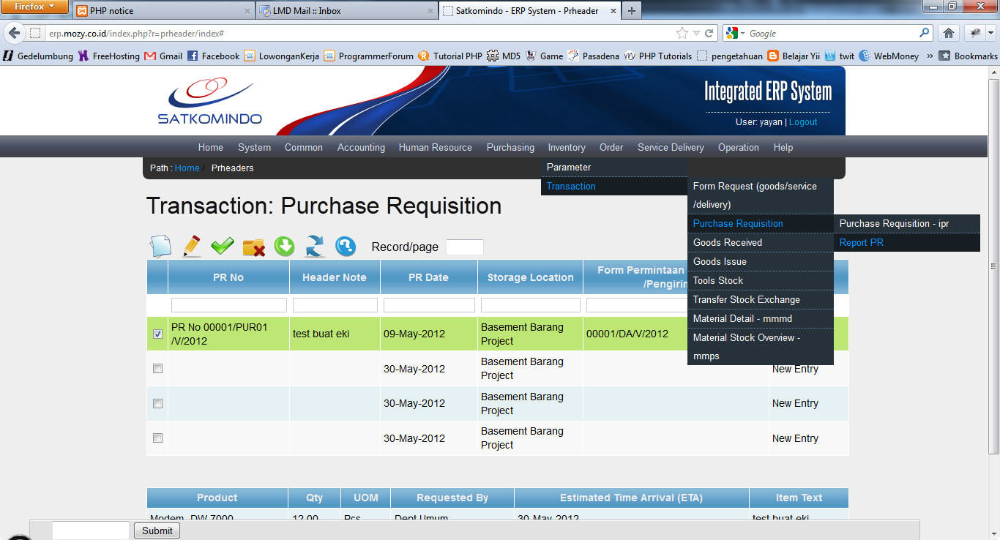 Firefox
PHP notice
LMD Mail :: Inbox
Satkomindo - ERP System - Prheader
erp.mozy.co.id/index.php?r=prheader/index#
Google
Gedelumbung FreeHosting Gmail Facebook LowonganKerja ProgrammerForum Tutorial PHP MD5 Game Pasadena PHP Tutorials pengetahuan Belajar Yii twit WebMoney » Bookmarks
SATKOMINDO
Integrated ERP System
User: yayan | Logout
Home System Common Accounting Human Resource Purchasing Inventory Order Service Delivery Operation Help
Path : Home / Prheaders
Parameter
Transaction
Form Request (goods/service
/delivery)
Purchase Requisition
Goods Received
Goods Issue
Tools Stock
Transfer Stock Exchange
Material Detail - mmmd
Material Stock Overview -
mmps
Purchase Requisition - ipr
Report PR
Transaction: Purchase Requisition
Record/page
PR No Header Note PR Date Storage Location Form Permintaan
PR No 00001/PUR01
/V/2012
test buat eki
09-May-2012
Basement Barang
Project
00001/DA/V/2012
30-May-2012
Basement Barang
Project
New Entry
30-May-2012
Basement Barang
Project
New Entry
30-May-2012
Basement Barang
Project
New Entry
Product Qty UOM Requested By Estimated Time Arrival (ETA) Item Text
Modem DW 7000 12.00 Pcs Dept Umum 30-May-2012 test buat eki
Submit